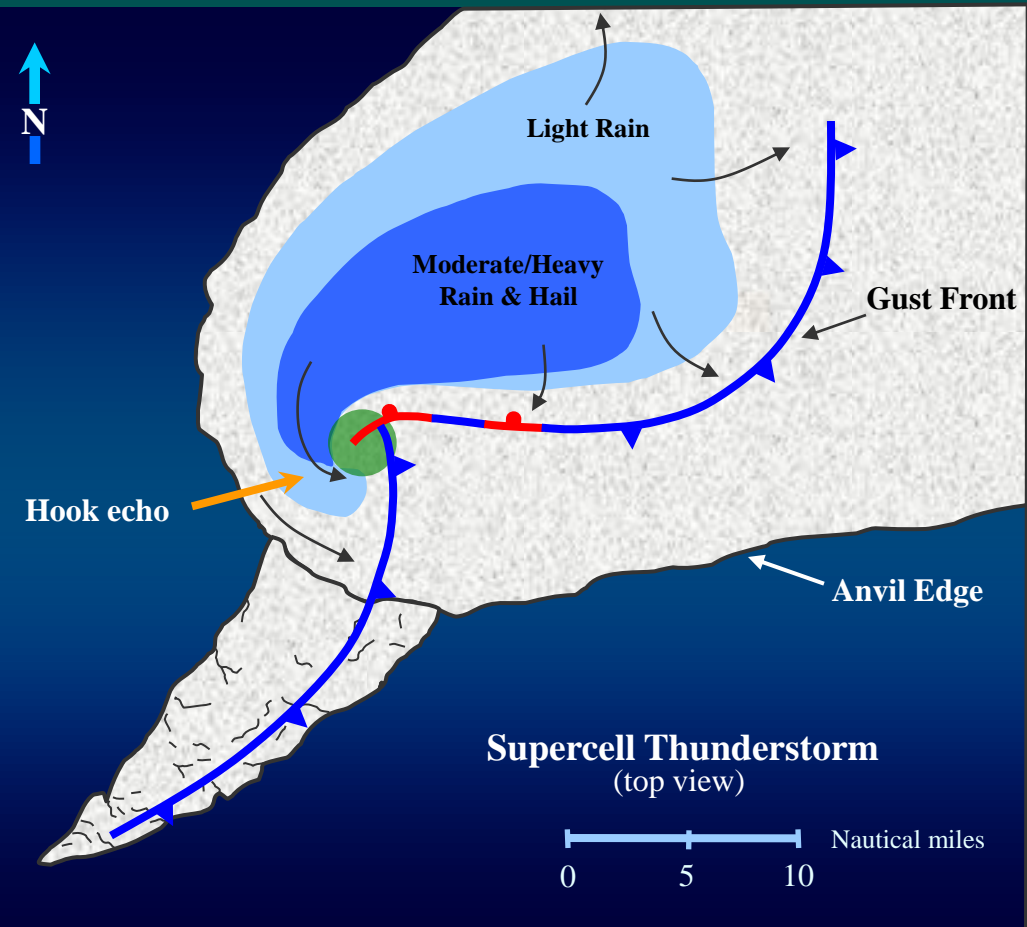 N
Light Rain
Moderate/Heavy
Rain & Hail
Gust Front
Hook echo
Anvil Edge
Supercell Thunderstorm
(top view)
Nautical miles
0 5 10